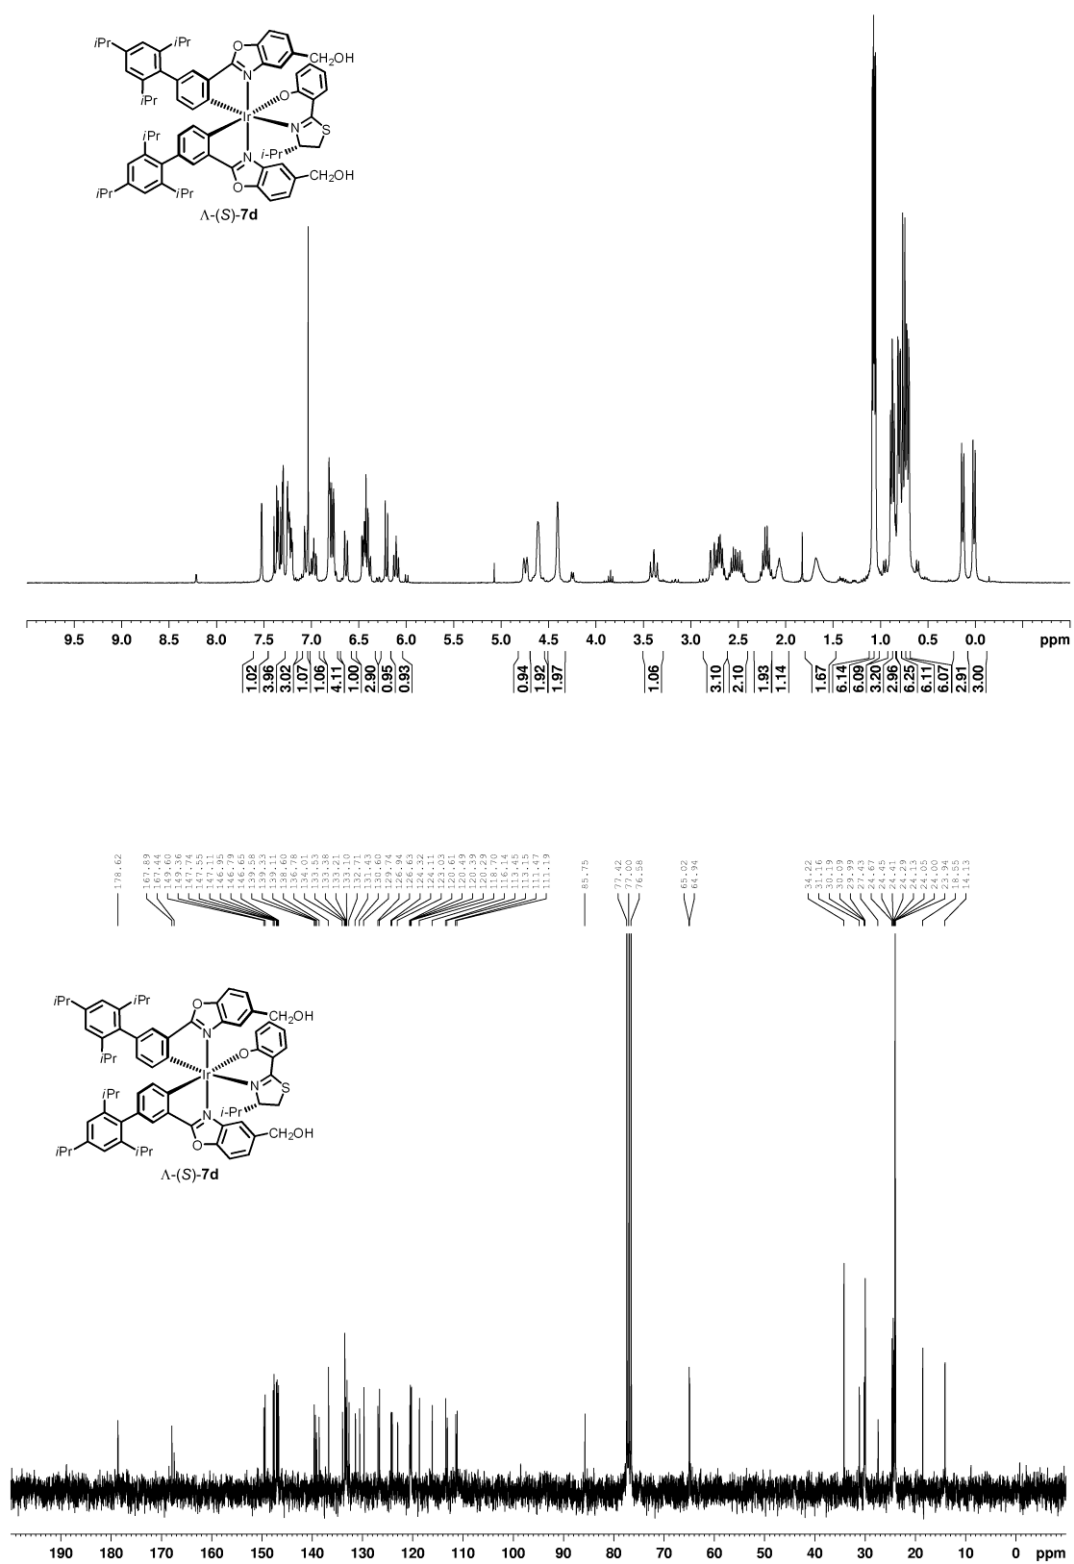 iPr iPr O CH2OH
N
iPr O
Ir
iPr N S
i-Pr
N CH2OH
iPr iPr O
Λ-(S)-7d
9.5 9.0 8.5 8.0 7.5 7.0 6.5 6.0 5.5 5.0 4.5 4.0 3.5 3.0 2.5 2.0 1.5 1.0 0.5 0.0 ppm
1.02 3.96 3.02 1.07 1.06 4.11 1.00 2.90 0.95 0.93 0.94 1.92 1.97 1.06 3.10 2.10 1.93 1.14 1.67 6.14 6.09 3.20 2.96 6.25 6.11 6.07 2.91 3.00
178.62 167.89 167.44 149.60 149.36 147.74 147.55 147.11 146.95 146.79 146.65 139.58 139.33 139.11 138.60 136.78 134.01 133.53 133.38 133.21 133.10 132.71 131.43 130.60 129.74 126.94 126.63 124.32 124.11 123.03 120.61 120.49 120.39 120.29 118.70 116.14 113.45 113.15 111.47 111.19 85.75 77.42 77.00 76.58 65.02 64.94 34.22 31.16 30.19 30.09 29.99 27.43 24.67 24.45 24.41 24.29 24.13 24.05 24.00 23.94 18.55 14.13
iPr iPr O CH2OH
N
iPr O
Ir
iPr N S
i-Pr
N CH2OH
iPr iPr O
Λ-(S)-7d
190 180 170 160 150 140 130 120 110 100 90 80 70 60 50 40 30 20 10 0 ppm